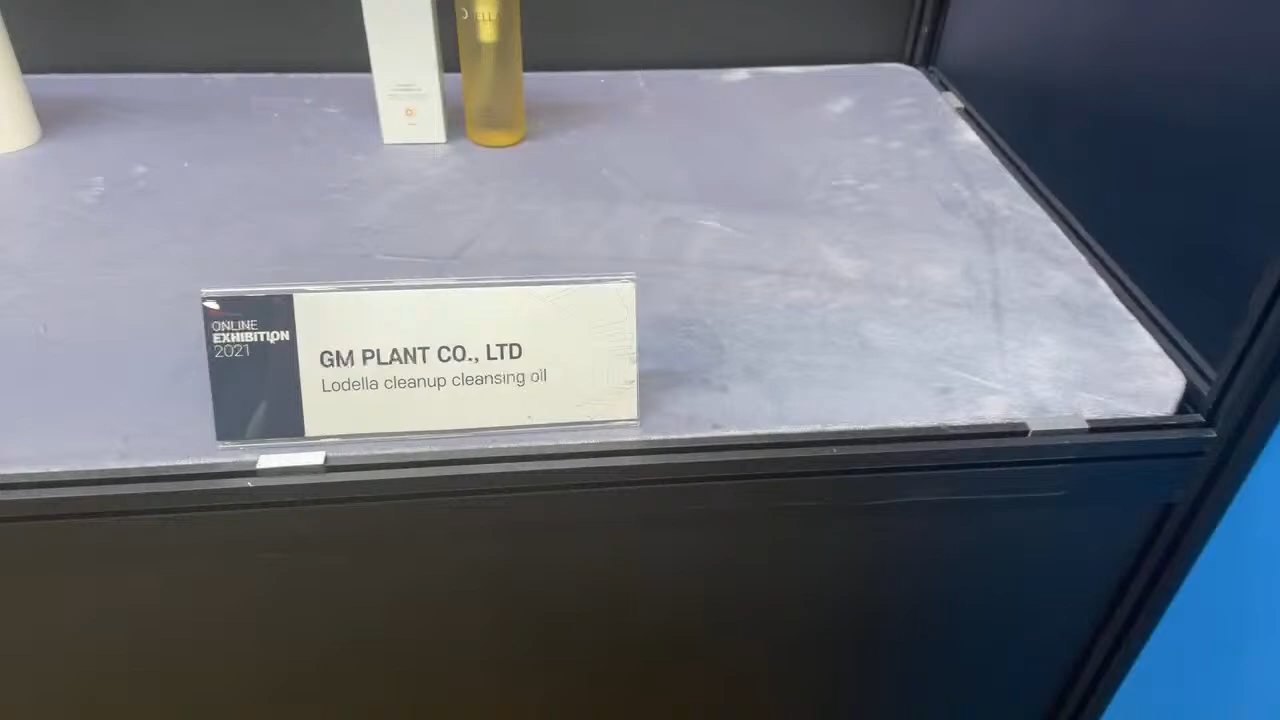 ONLINE
EXHIBITION
2021
GM PLANT CO., LTD
Lodella cleanup cleansing oil